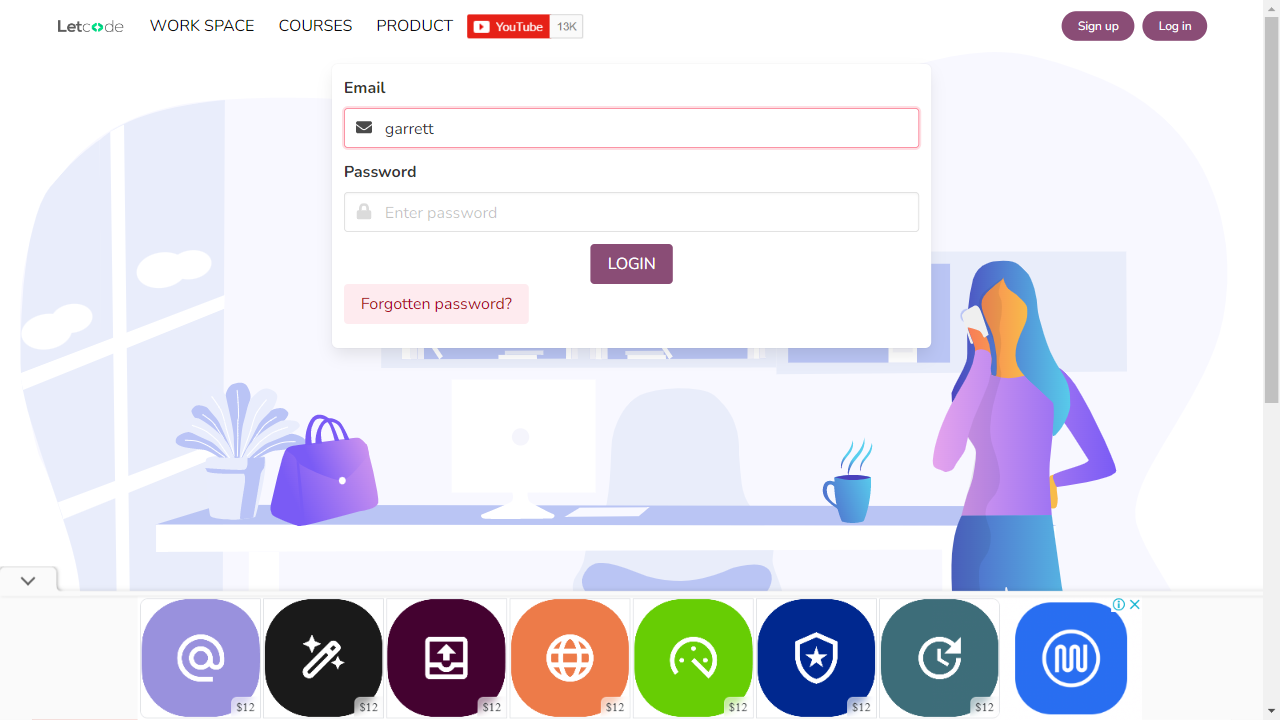 Letcode WORK SPACE COURSES PRODUCT YouTube 13K Sign up Log in
Email
garrett
Password
Enter password
LOGIN
Forgotten password?
$12 $12 $12 $12 $12 $12 $12